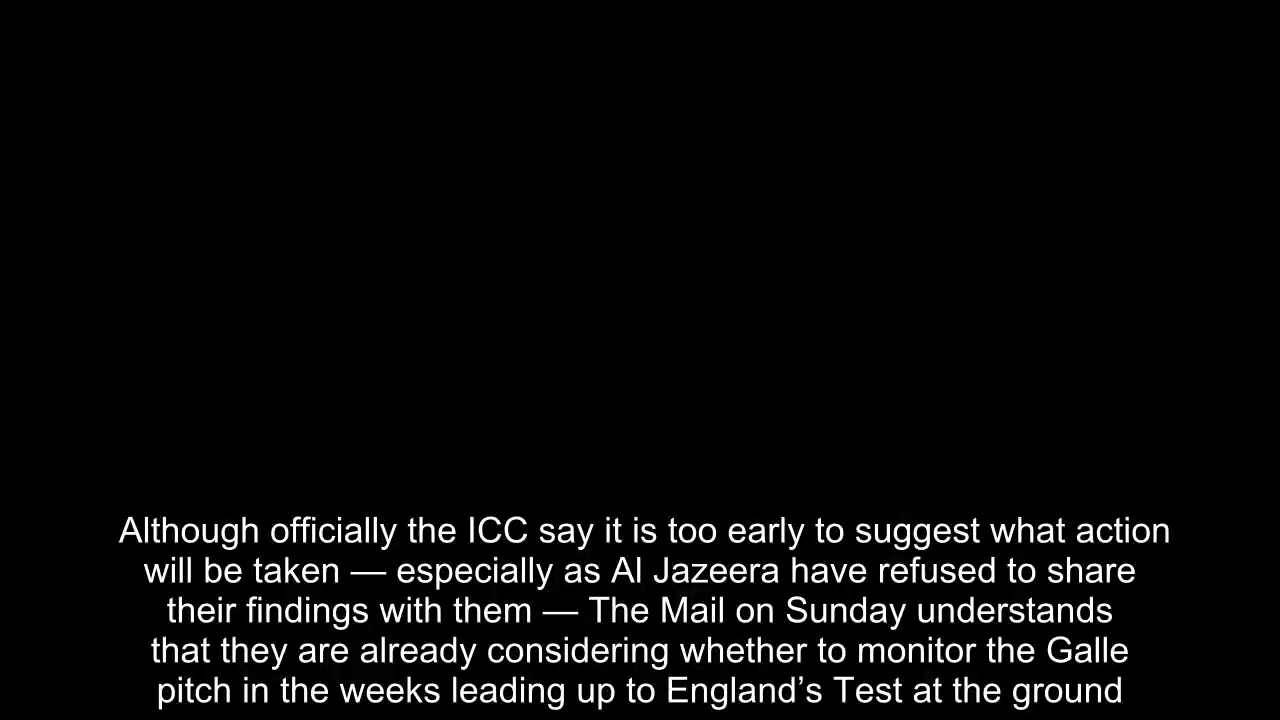 Although officially the ICC say it is too early to suggest what action
will be taken — especially as Al Jazeera have refused to share
their findings with them — The Mail on Sunday understands
that they are already considering whether to monitor the Galle
pitch in the weeks leading up to England’s Test at the ground